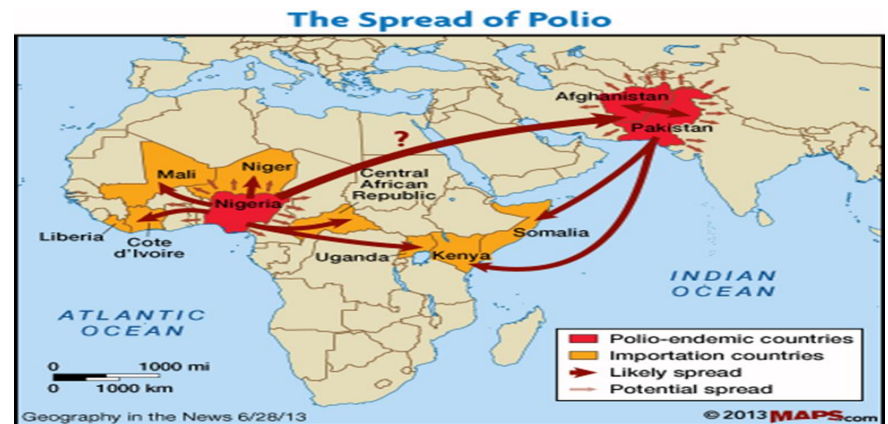 The Spread of Polio
Afghanistan
Pakistan
?
Mali
Niger
Central
African
Republic
Nigeria
Liberia
Cote
d'Ivoire
Uganda
Kenya
Somalia
INDIAN
OCEAN
ATLANTIC
OCEAN
0 1000 mi
0 1000 km
Polio-endemic countries
Importation countries
Likely spread
Potential spread
Geography in the News 6/28/13
©2013 MAPS.com